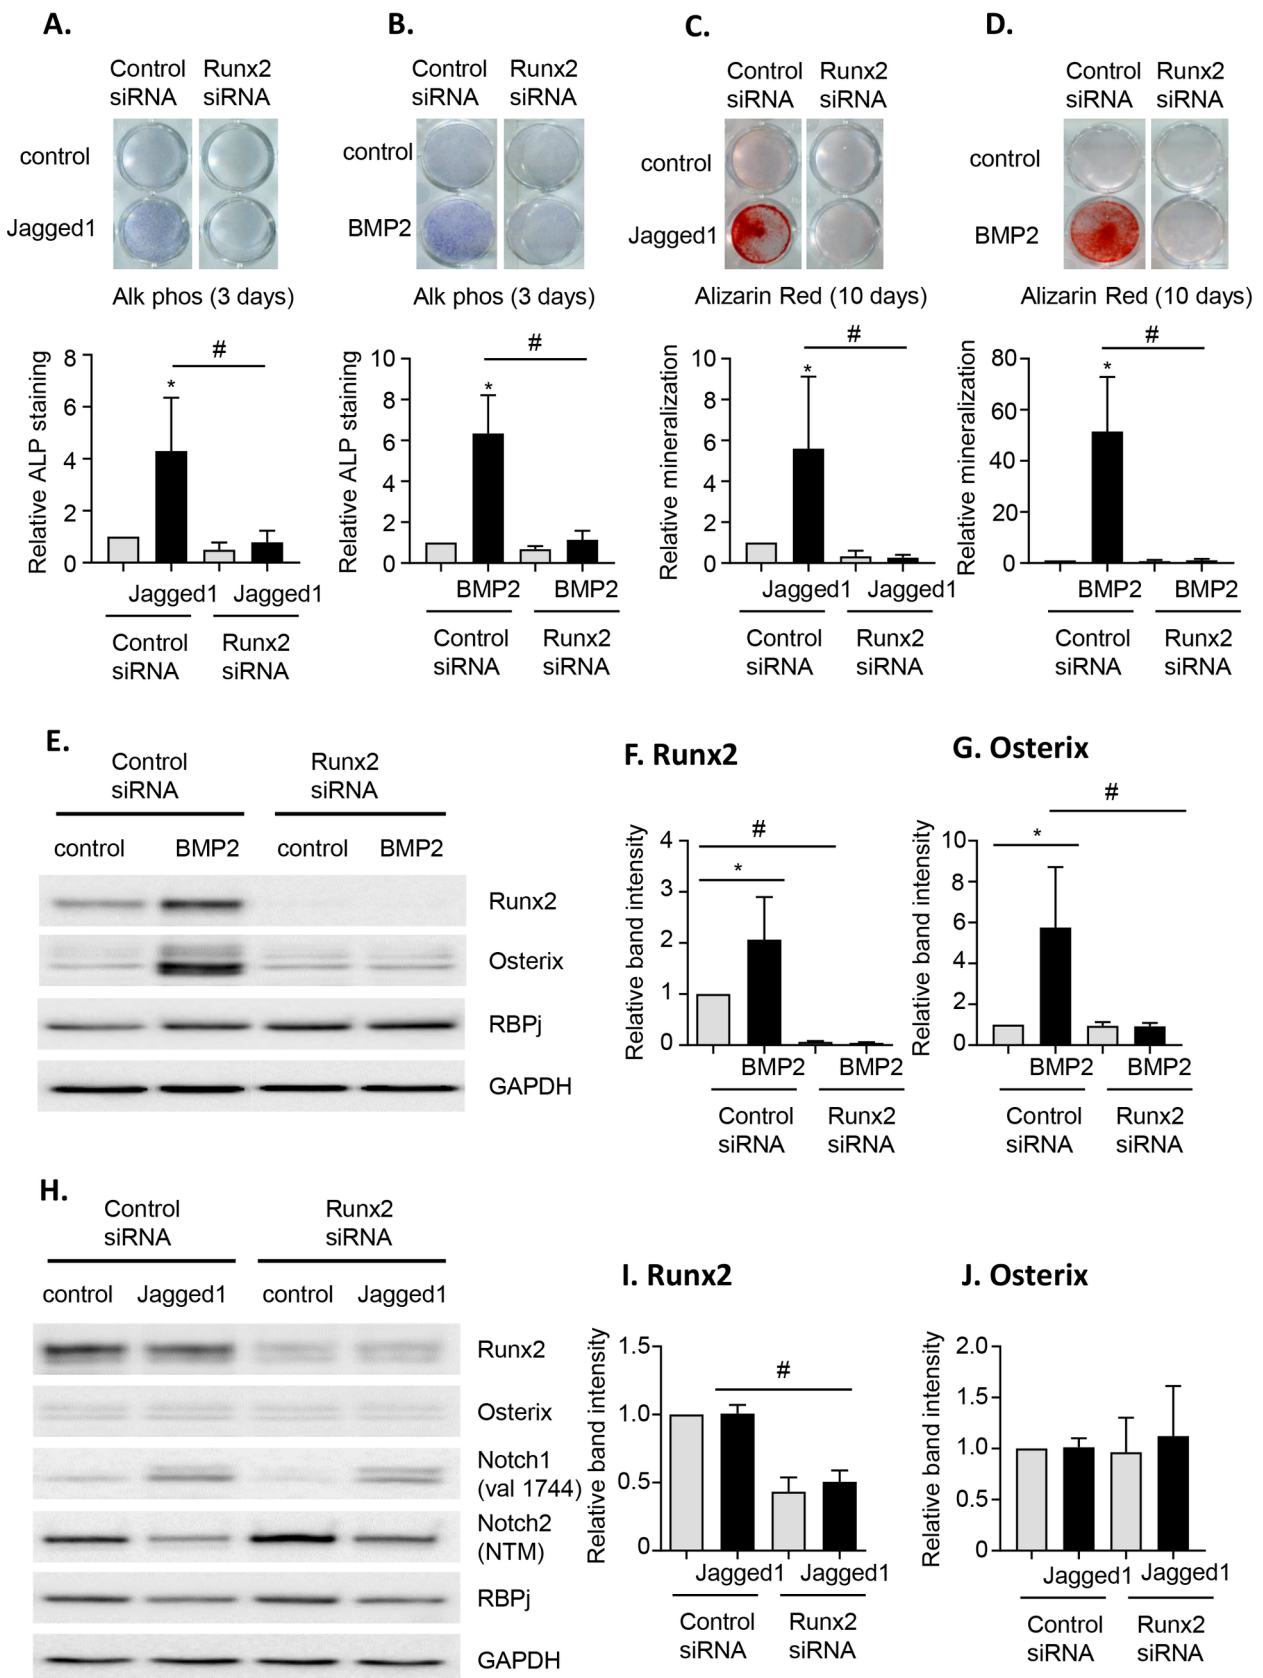 A.
Control Runx2
siRNA siRNA
control
Jagged1
Alk phos (3 days)
Relative ALP staining
8
6
4
2
0
*
#
Jagged1 Jagged1
Control Runx2
siRNA siRNA
B.
Control Runx2
siRNA siRNA
control
BMP2
Alk phos (3 days)
Relative ALP staining
10
8
6
4
2
0
*
#
BMP2 BMP2
Control Runx2
siRNA siRNA
C.
Control Runx2
siRNA siRNA
control
Jagged1
Alizarin Red (10 days)
Relative mineralization
10
8
6
4
2
0
*
#
Jagged1 Jagged1
Control Runx2
siRNA siRNA
D.
Control Runx2
siRNA siRNA
control
BMP2
Alizarin Red (10 days)
Relative mineralization
80
60
40
20
0
*
#
BMP2 BMP2
Control Runx2
siRNA siRNA
E.
Control Runx2
siRNA siRNA
control BMP2 control BMP2
Runx2
Osterix
RBPj
GAPDH
F. Runx2
Relative band intensity
4
3
2
1
0
#
*
BMP2 BMP2
Control Runx2
siRNA siRNA
G. Osterix
Relative band intensity
10
8
6
4
2
0
#
*
BMP2 BMP2
Control Runx2
siRNA siRNA
H.
Control Runx2
siRNA siRNA
control Jagged1 control Jagged1
Runx2
Osterix
Notch1
(val 1744)
Notch2
(NTM)
RBPj
GAPDH
I. Runx2
Relative band intensity
1.5
1.0
0.5
0
#
Jagged1 Jagged1
Control Runx2
siRNA siRNA
J. Osterix
Relative band intensity
2.0
1.5
1.0
0.5
0
Jagged1 Jagged1
Control Runx2
siRNA siRNA